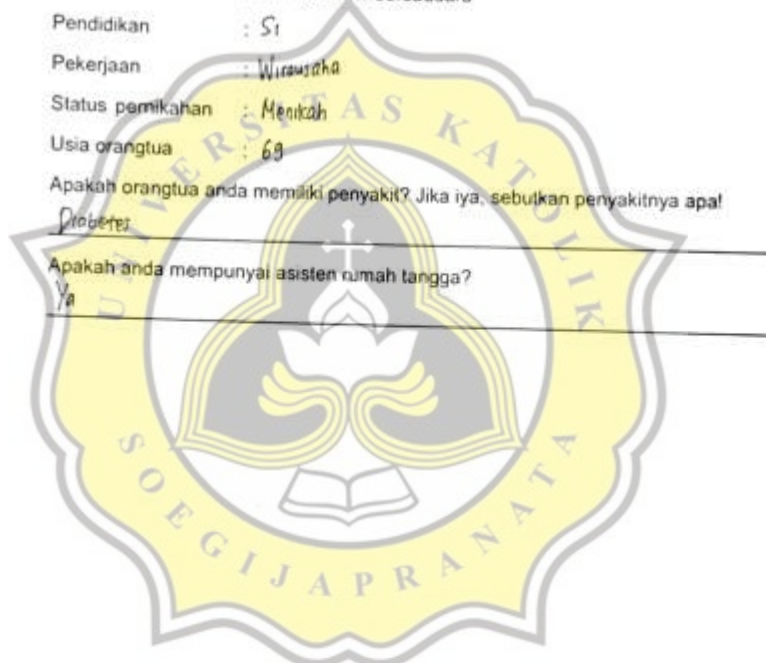 Pendidikan : S1
Pekerjaan : Wirausaha
Status pernikahan : Menikah
Usia orangtua : 69
Apakah orangtua anda memiliki penyakit? Jika iya, sebutkan penyakitnya apa!
Diabetes
Apakah anda mempunyai asisten rumah tangga?
Ya
UNIVERSITAS KATOLIK
SOEGIJAPRANATA